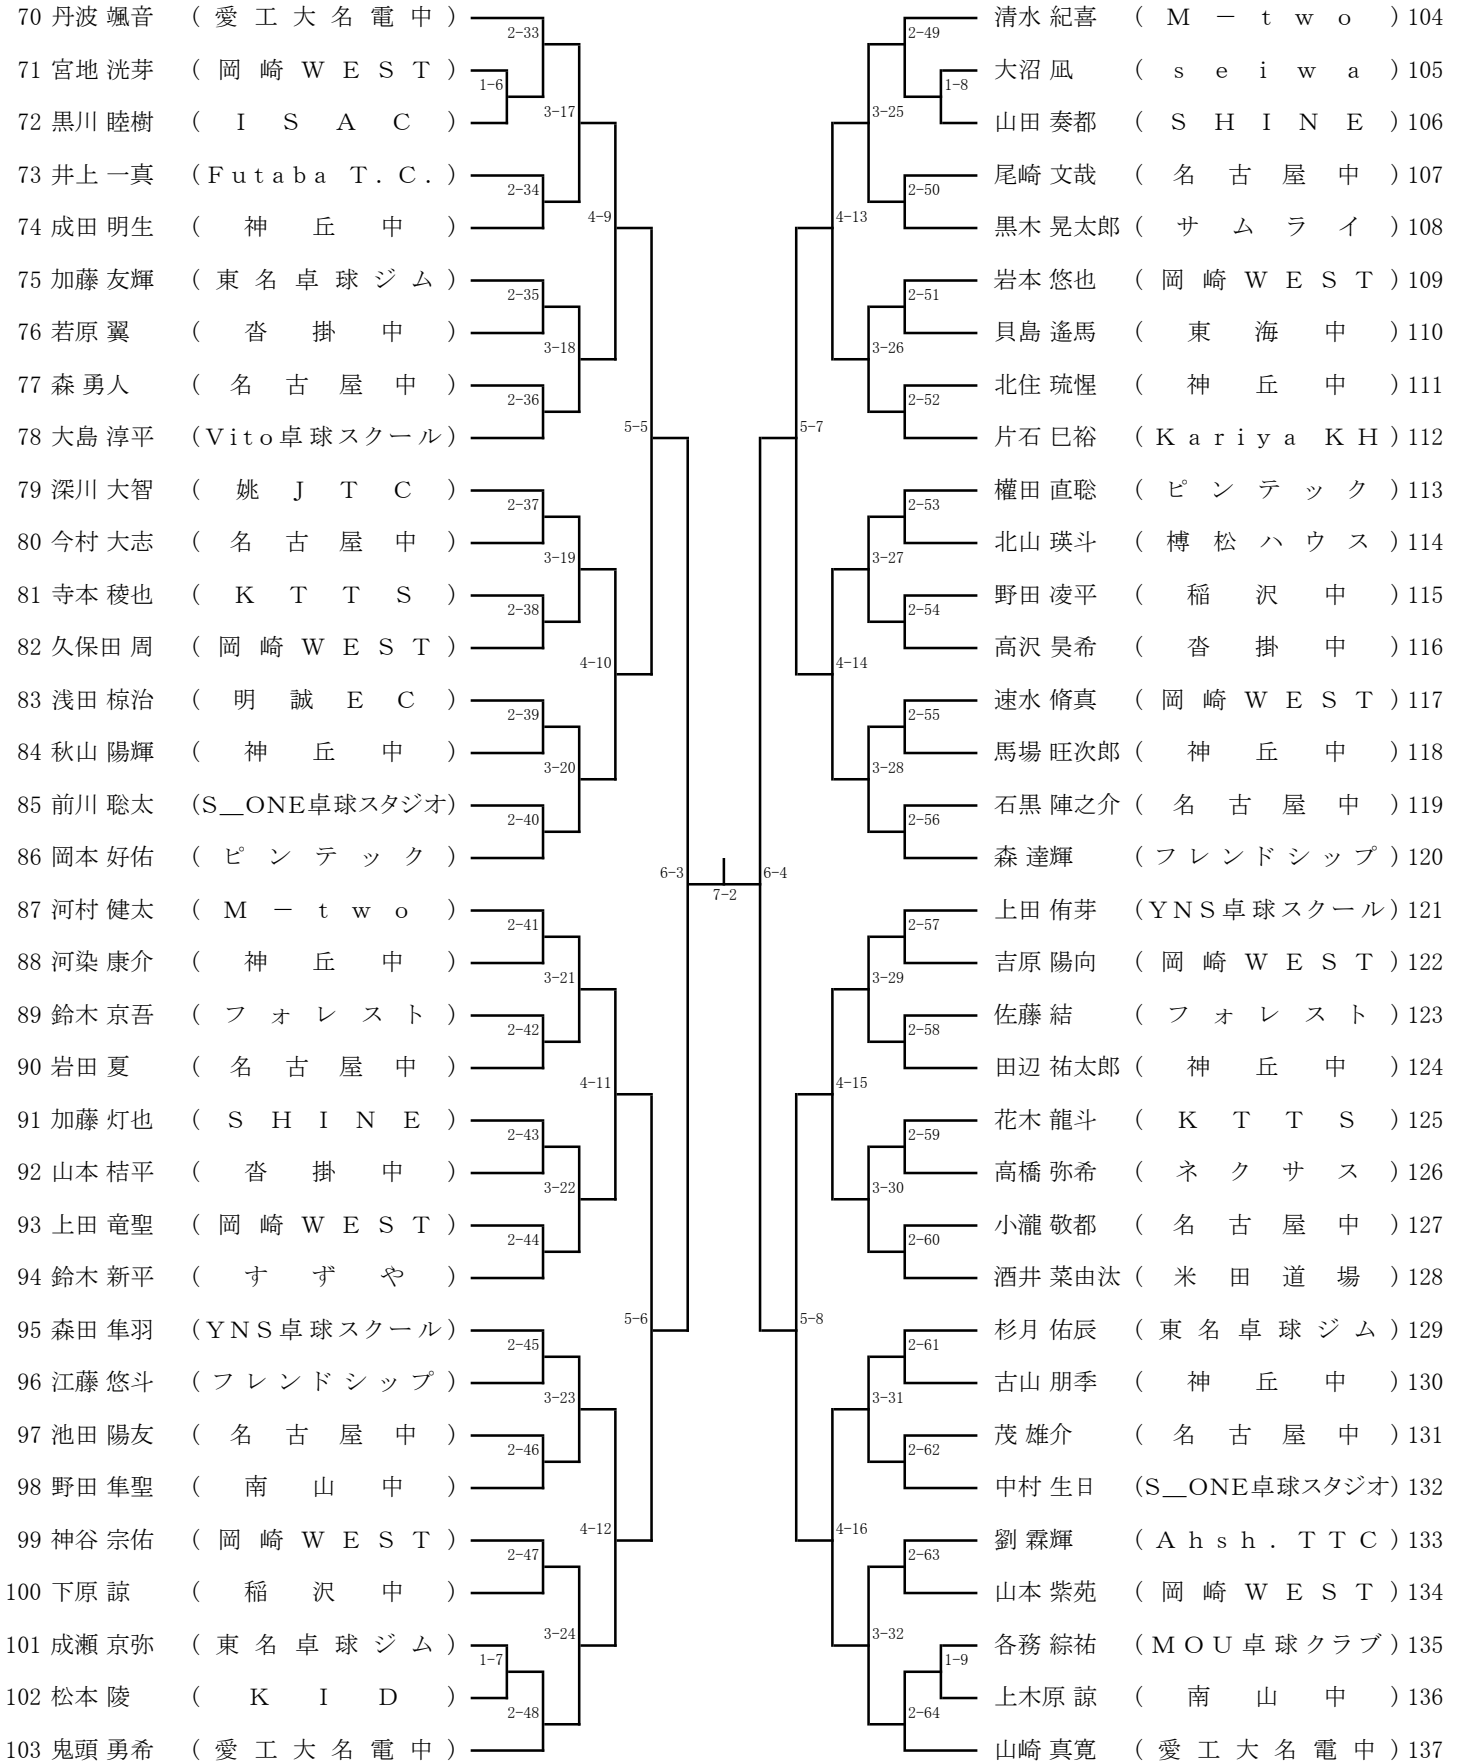 70 丹波 颯音 (愛工大名電中)
2-33
71 宮地 洸芽 (岡崎WEST)
1-6
72 黒川 睦樹 (ISAC)
3-17
73 井上 一真 (Futaba T.C.)
2-34
74 成田 明生 (神丘中)
4-9
75 加藤 友輝 (東名卓球ジム)
2-35
76 若原 翼 (沓掛中)
3-18
77 森 勇人 (名古屋中)
2-36
78 大島 淳平 (Vito卓球スクール)
5-5
79 深川 大智 (姚JTC)
2-37
80 今村 大志 (名古屋中)
3-19
81 寺本 稜也 (KTTS)
2-38
82 久保田 周 (岡崎WEST)
4-10
83 浅田 椋治 (明誠EC)
2-39
84 秋山 陽輝 (神丘中)
3-20
85 前川 聡太 (S_ONE卓球スタジオ)
2-40
86 岡本 好佑 (ピンテック)
6-3
87 河村 健太 (M-two)
2-41
88 河染 康介 (神丘中)
3-21
89 鈴木 京吾 (フォレスト)
2-42
90 岩田 夏 (名古屋中)
4-11
91 加藤 灯也 (SHINE)
2-43
92 山本 桔平 (沓掛中)
3-22
93 上田 竜聖 (岡崎WEST)
2-44
94 鈴木 新平 (すずや)
5-6
95 森田 隼羽 (YNS卓球スクール)
2-45
96 江藤 悠斗 (フレンドシップ)
3-23
97 池田 陽友 (名古屋中)
2-46
98 野田 隼聖 (南山中)
4-12
99 神谷 宗佑 (岡崎WEST)
2-47
100 下原 諒 (稲沢中)
3-24
101 成瀬 京弥 (東名卓球ジム)
1-7
102 松本 陵 (KID)
2-48
103 鬼頭 勇希 (愛工大名電中)
7-2
清水 紀喜 (M-two) 104
2-49
大沼 凪 (seiwa) 105
1-8
山田 奏都 (SHINE) 106
3-25
尾崎 文哉 (名古屋中) 107
2-50
黒木 晃太郎 (サムライ) 108
4-13
岩本 悠也 (岡崎WEST) 109
2-51
貝島 遙馬 (東海中) 110
3-26
北住 琉惺 (神丘中) 111
2-52
片石 巳裕 (Kariya KH) 112
5-7
權田 直聡 (ピンテック) 113
2-53
北山 瑛斗 (榑松ハウス) 114
3-27
野田 凌平 (稲沢中) 115
2-54
高沢 昊希 (沓掛中) 116
4-14
速水 脩真 (岡崎WEST) 117
2-55
馬場 旺次郎 (神丘中) 118
3-28
石黒 陣之介 (名古屋中) 119
2-56
森 達輝 (フレンドシップ) 120
6-4
上田 侑芽 (YNS卓球スクール) 121
2-57
吉原 陽向 (岡崎WEST) 122
3-29
佐藤 結 (フォレスト) 123
2-58
田辺 祐太郎 (神丘中) 124
4-15
花木 龍斗 (KTTS) 125
2-59
高橋 弥希 (ネクサス) 126
3-30
小瀧 敬都 (名古屋中) 127
2-60
酒井 菜由汰 (米田道場) 128
5-8
杉月 佑辰 (東名卓球ジム) 129
2-61
古山 朋季 (神丘中) 130
3-31
茂 雄介 (名古屋中) 131
2-62
中村 生日 (S_ONE卓球スタジオ) 132
4-16
劉 霖輝 (Ahsh.TTC) 133
2-63
山本 紫苑 (岡崎WEST) 134
3-32
各務 綜祐 (MOU卓球クラブ) 135
1-9
上木原 諒 (南山中) 136
2-64
山崎 真寛 (愛工大名電中) 137